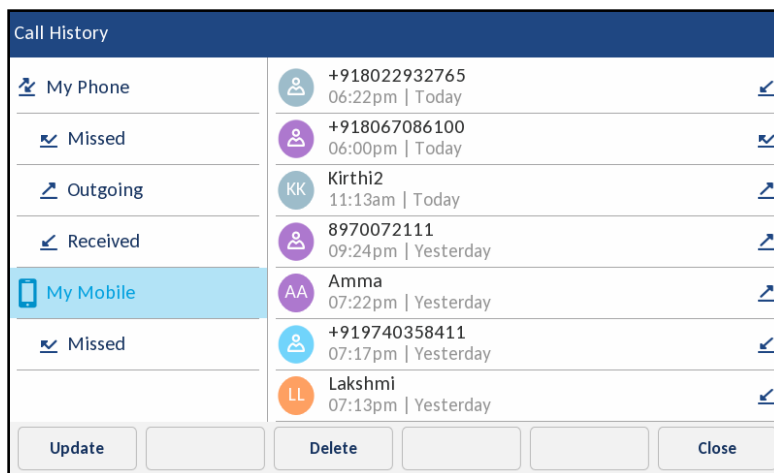 Call History
My Phone
Missed
Outgoing
Received
My Mobile
Missed
+918022932765
06:22pm | Today
+918067086100
06:00pm | Today
KK
Kirthi2
11:13am | Today
8970072111
09:24pm | Yesterday
AA
Amma
07:22pm | Yesterday
+919740358411
07:17pm | Yesterday
LL
Lakshmi
07:13pm | Yesterday
Update
Delete
Close